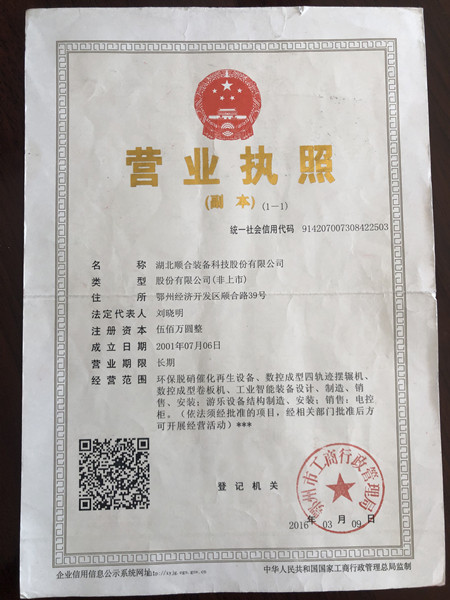 营业执照
(副 本) (1-1)
统一社会信用代码 914207007308422503
名 称 湖北顺合装备科技股份有限公司
类 型 股份有限公司(非上市)
住 所 鄂州经济开发区顺合路39号
法定代表人 刘晓明
注册资本 伍佰万圆整
成立日期 2001年07月06日
营业期限 长期
经营范围 环保脱硝催化再生设备、数控成型四轨迹摆辗机、
数控成型卷板机、工业智能装备设计、制造、销
售、安装;游乐设备结构制造、安装;销售:电控
柜。(依法须经批准的项目,经相关部门批准后方
可开展经营活动)***
登记机关
鄂州市工商行政管理局
2016年 03月 09日
企业信用信息公示系统网址:
中华人民共和国国家工商行政管理总局监制